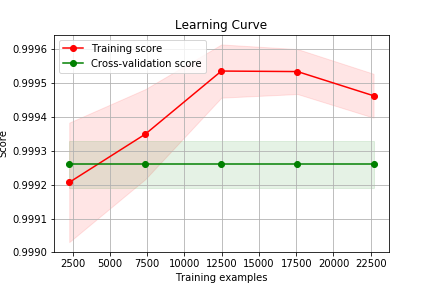 Learning Curve
Training score
Cross-validation score
0.9996
0.9995
0.9994
0.9993
0.9992
0.9991
0.9990
Score
2500 5000 7500 10000 12500 15000 17500 20000 22500
Training examples